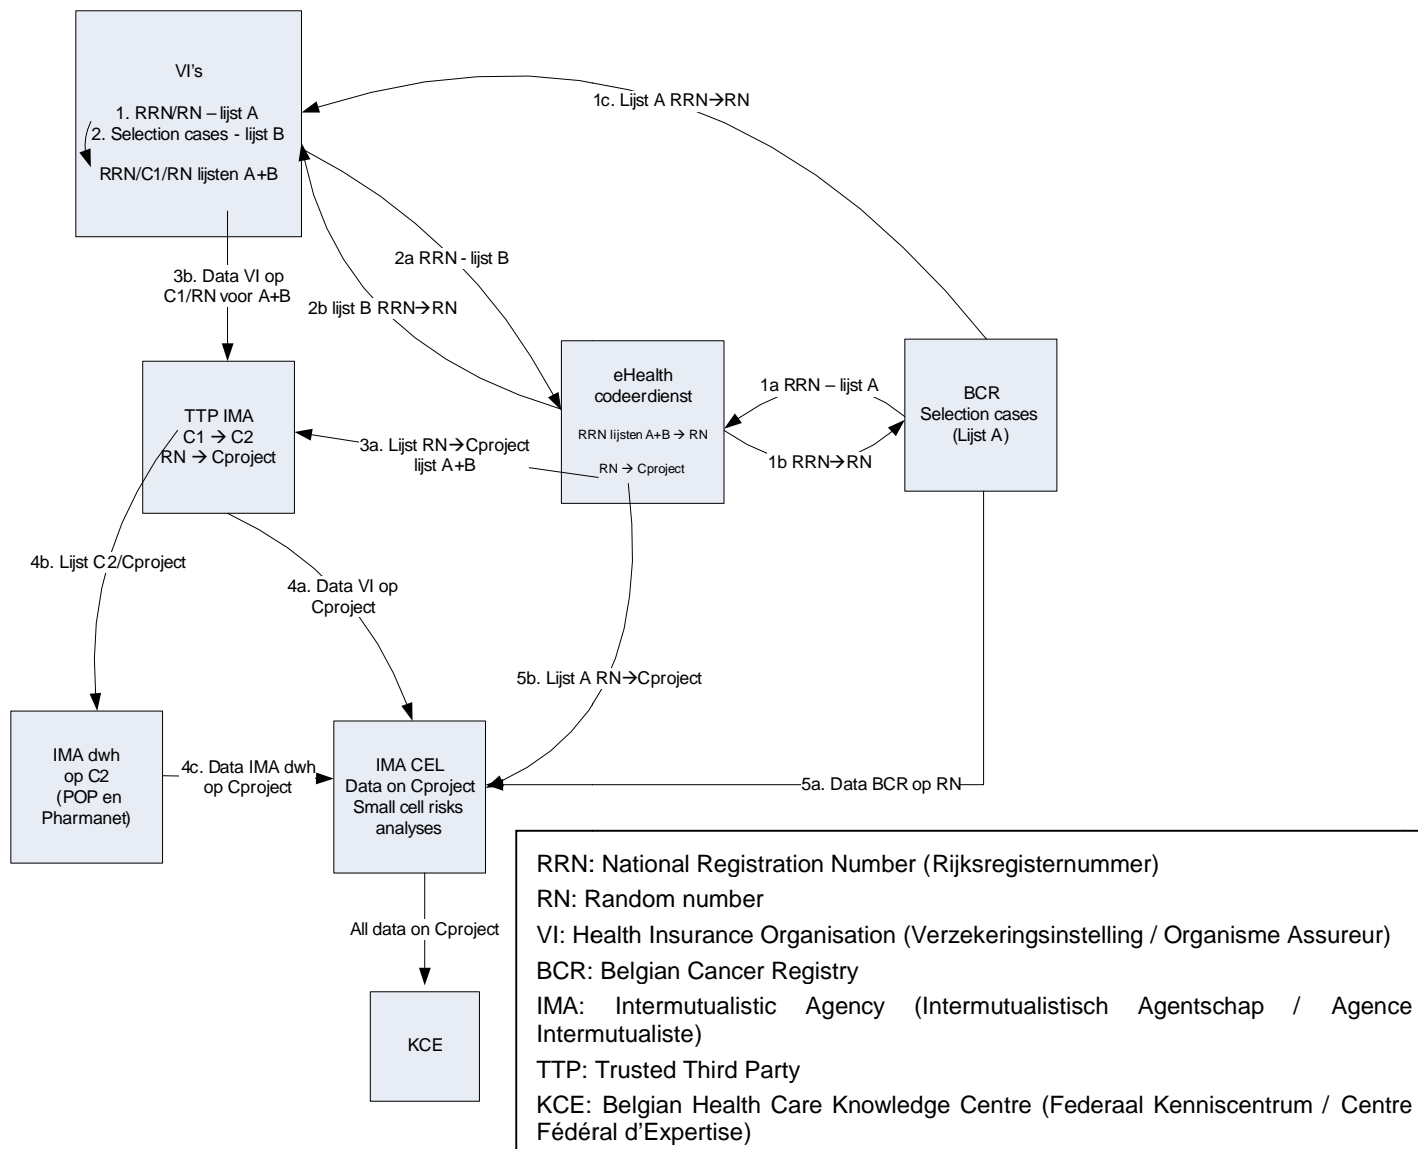 VI's
1. RRN/RN – lijst A
2. Selection cases - lijst B
RRN/C1/RN lijsten A+B
1c. Lijst A RRN→RN
2a RRN - lijst B
2b lijst B RRN→RN
3b. Data VI op
C1/RN voor A+B
eHealth
codeerdienst
RRN lijsten A+B → RN
RN → Cproject
1a RRN – lijst A
1b RRN→RN
BCR
Selection cases
(Lijst A)
TTP IMA
C1 → C2
RN → Cproject
3a. Lijst RN→Cproject
lijst A+B
4b. Lijst C2/Cproject
4a. Data VI op
Cproject
5b. Lijst A RN→Cproject
IMA dwh
op C2
(POP en
Pharmanet)
4c. Data IMA dwh
op Cproject
IMA CEL
Data on Cproject
Small cell risks
analyses
5a. Data BCR op RN
All data on Cproject
KCE
RRN: National Registration Number (Rijksregisternummer)
RN: Random number
VI: Health Insurance Organisation (Verzekeringsinstelling / Organisme Assureur)
BCR: Belgian Cancer Registry
IMA: Intermutualistic Agency (Intermutualistisch Agentschap / Agence
Intermutualiste)
TTP: Trusted Third Party
KCE: Belgian Health Care Knowledge Centre (Federaal Kenniscentrum / Centre
Fédéral d'Expertise)